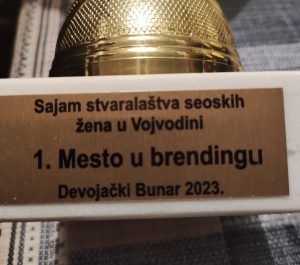 Sajam stvaralaštva seoskih
žena u Vojvodini
1. Mesto u brendingu
Devojački Bunar 2023.